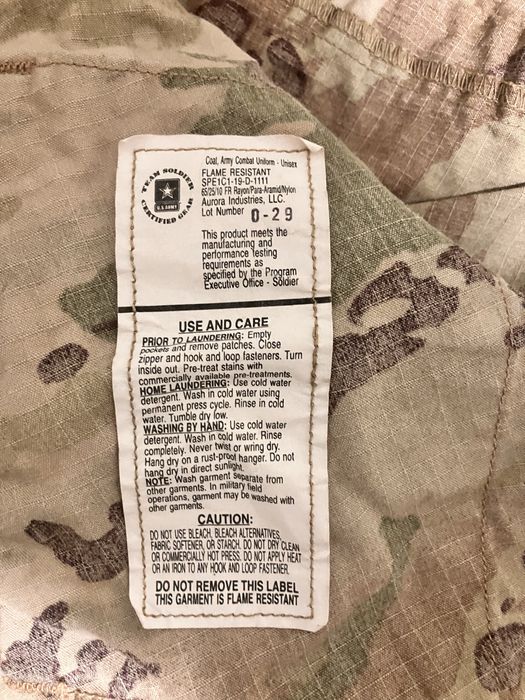 Coat, Army Combat Uniform - Unisex
TEAM SOLDIER
U.S. ARMY
CERTIFIED GEAR
FLAME RESISTANT
SPE1C1-19-D-1111
65/25/10 FR Rayon/Para-Aramid/Nylon
Aurora Industries, LLC.
Lot Number 0-29
This product meets the
manufacturing and
performance testing
requirements as
specified by the Program
Executive Office - Soldier
USE AND CARE
PRIOR TO LAUNDERING: Empty
pockets and remove patches. Close
zipper and hook and loop fasteners. Turn
inside out. Pre-treat stains with
commercially available pre-treatments.
HOME LAUNDERING: Use cold water
detergent. Wash in cold water using
permanent press cycle. Rinse in cold
water. Tumble dry low.
WASHING BY HAND: Use cold water
detergent. Wash in cold water. Rinse
completely. Never twist or wring dry.
Hang dry on a rust-proof hanger. Do not
hang dry in direct sunlight.
NOTE: Wash garment separate from
other garments. In military field
operations, garment may be washed with
other garments.
CAUTION:
DO NOT USE BLEACH, BLEACH ALTERNATIVES,
FABRIC SOFTENER, OR STARCH. DO NOT DRY CLEAN
OR COMMERCIALLY HOT PRESS. DO NOT APPLY HEAT
OR AN IRON TO ANY HOOK AND LOOP FASTENER.
DO NOT REMOVE THIS LABEL
THIS GARMENT IS FLAME RESISTANT